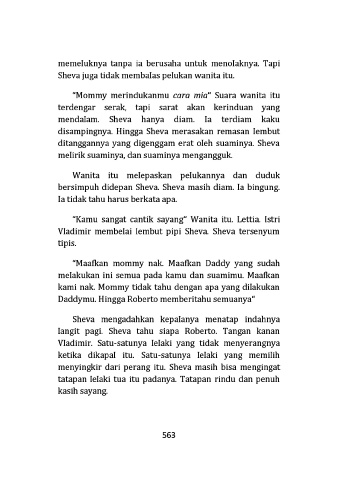 memeluknya tanpa ia berusaha untuk menolaknya. Tapi
Sheva juga tidak membalas pelukan wanita itu.
"Mommy merindukanmu cara mia" Suara wanita itu
terdengar serak, tapi sarat akan kerinduan yang
mendalam. Sheva hanya diam. Ia terdiam kaku
disampingnya. Hingga Sheva merasakan remasan lembut
ditanggannya yang digenggam erat oleh suaminya. Sheva
melirik suaminya, dan suaminya mengangguk.
Wanita itu melepaskan pelukannya dan duduk
bersimpuh didepan Sheva. Sheva masih diam. Ia bingung.
Ia tidak tahu harus berkata apa.
"Kamu sangat cantik sayang" Wanita itu. Lettia. Istri
Vladimir membelai lembut pipi Sheva. Sheva tersenyum
tipis.
"Maafkan mommy nak. Maafkan Daddy yang sudah
melakukan ini semua pada kamu dan suamimu. Maafkan
kami nak. Mommy tidak tahu dengan apa yang dilakukan
Daddymu. Hingga Roberto memberitahu semuanya"
Sheva mengadahkan kepalanya menatap indahnya
langit pagi. Sheva tahu siapa Roberto. Tangan kanan
Vladimir. Satu-satunya lelaki yang tidak menyerangnya
ketika dikapal itu. Satu-satunya lelaki yang memilih
menyingkir dari perang itu. Sheva masih bisa mengingat
tatapan lelaki tua itu padanya. Tatapan rindu dan penuh
kasih sayang.
563